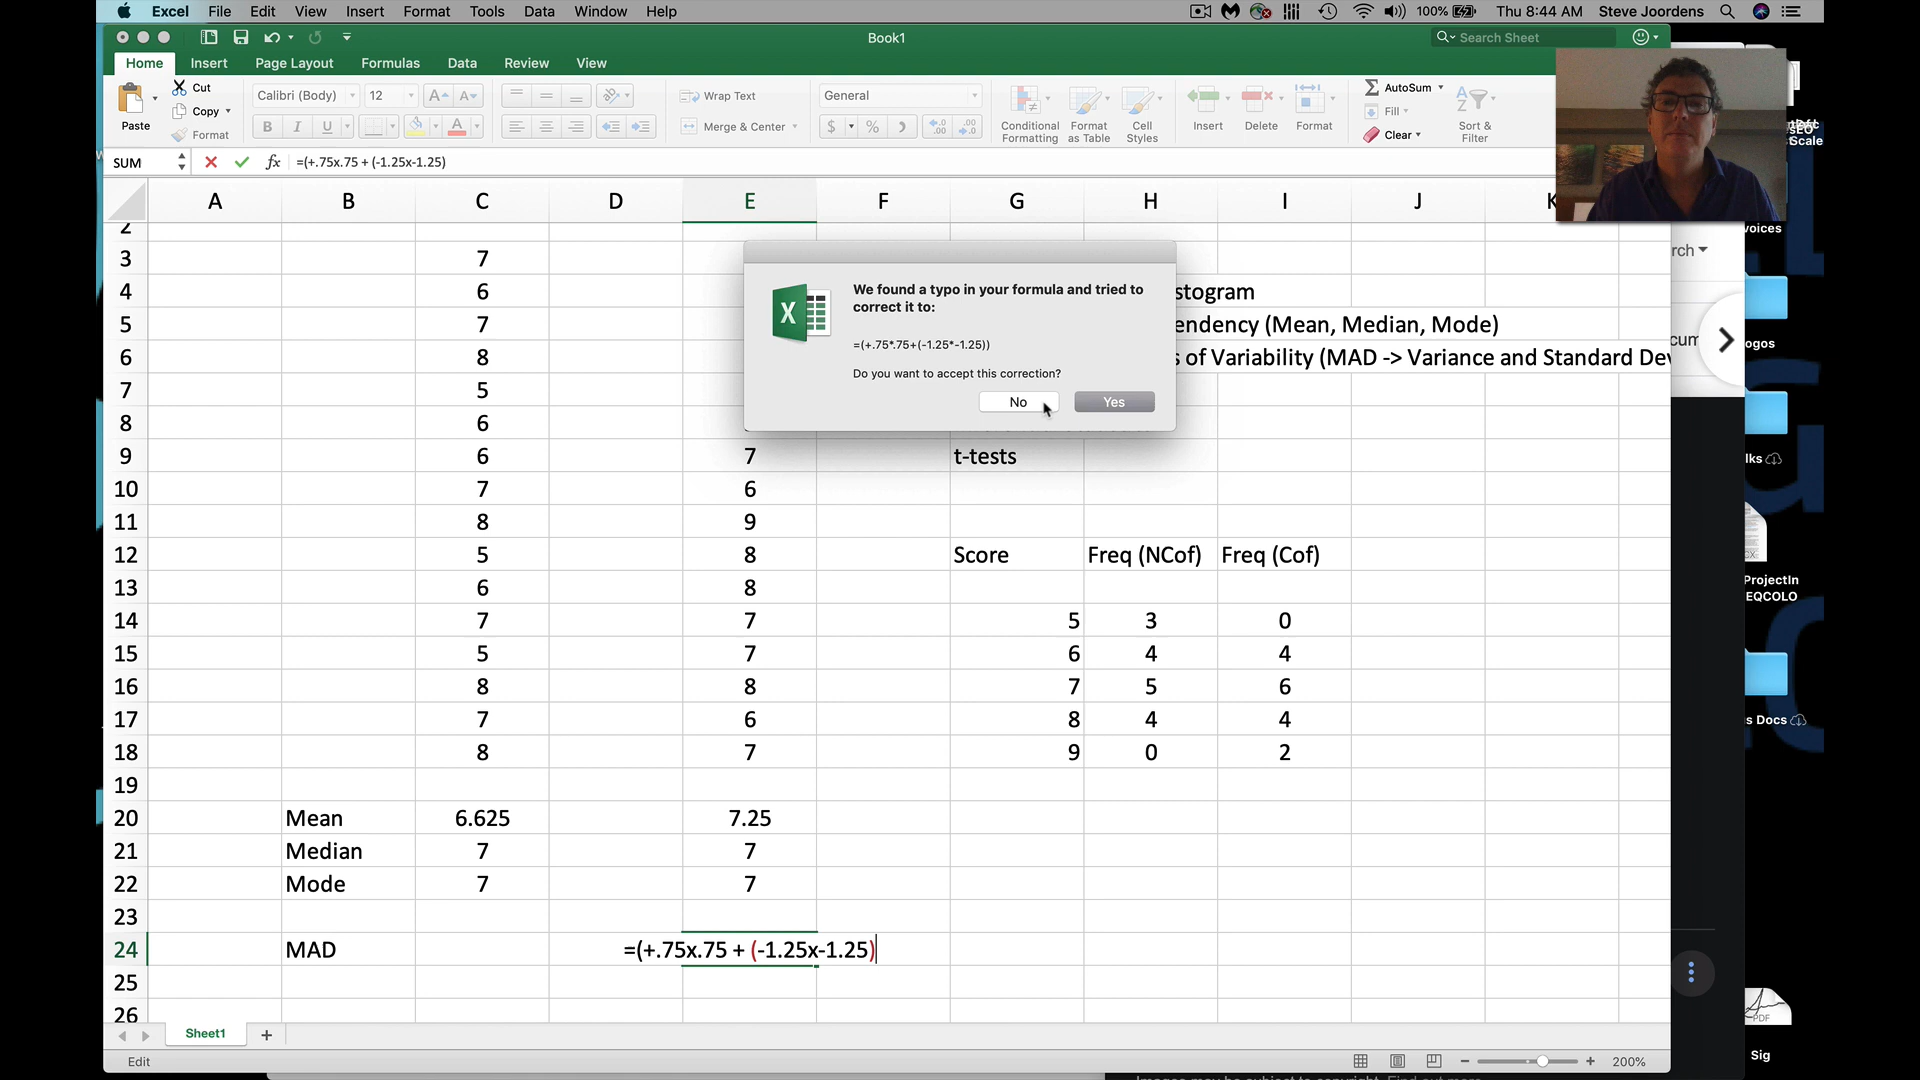 Excel File Edit View Insert Format Tools Data Window Help 100% Thu 8:44 AM Steve Joordens
Book1 Search Sheet
Home Insert Page Layout Formulas Data Review View
Paste Cut Copy Format
Calibri (Body) 12
B I U A
Wrap Text
Merge & Center
General
$ %
Conditional Formatting
Format as Table
Cell Styles
Insert
Delete
Format
AutoSum
Fill
Clear
Sort & Filter
SUM fx =(+.75x.75 + (-1.25x-1.25)
A B C D E F G H I J K
2
3 7
4 6 stogram
5 7 endency (Mean, Median, Mode)
6 8 s of Variability (MAD -> Variance and Standard Dev
7 5
8 6
9 6 7 t-tests
10 7 6
11 8 9
12 5 8 Score Freq (NCof) Freq (Cof)
13 6 8
14 7 7 5 3 0
15 5 7 6 4 4
16 8 8 7 5 6
17 7 6 8 4 4
18 8 7 9 0 2
19
20 Mean 6.625 7.25
21 Median 7 7
22 Mode 7 7
23
24 MAD =(+.75x.75 + (-1.25x-1.25)
25
26
We found a typo in your formula and tried to
correct it to:
=(+.75*.75+(-1.25*-1.25))
Do you want to accept this correction?
No Yes
Sheet1 +
Edit 200%
Scale
voices
rch
ogos
cum
lks
ProjectIn
EQCOLO
s Docs
PDF
Sig